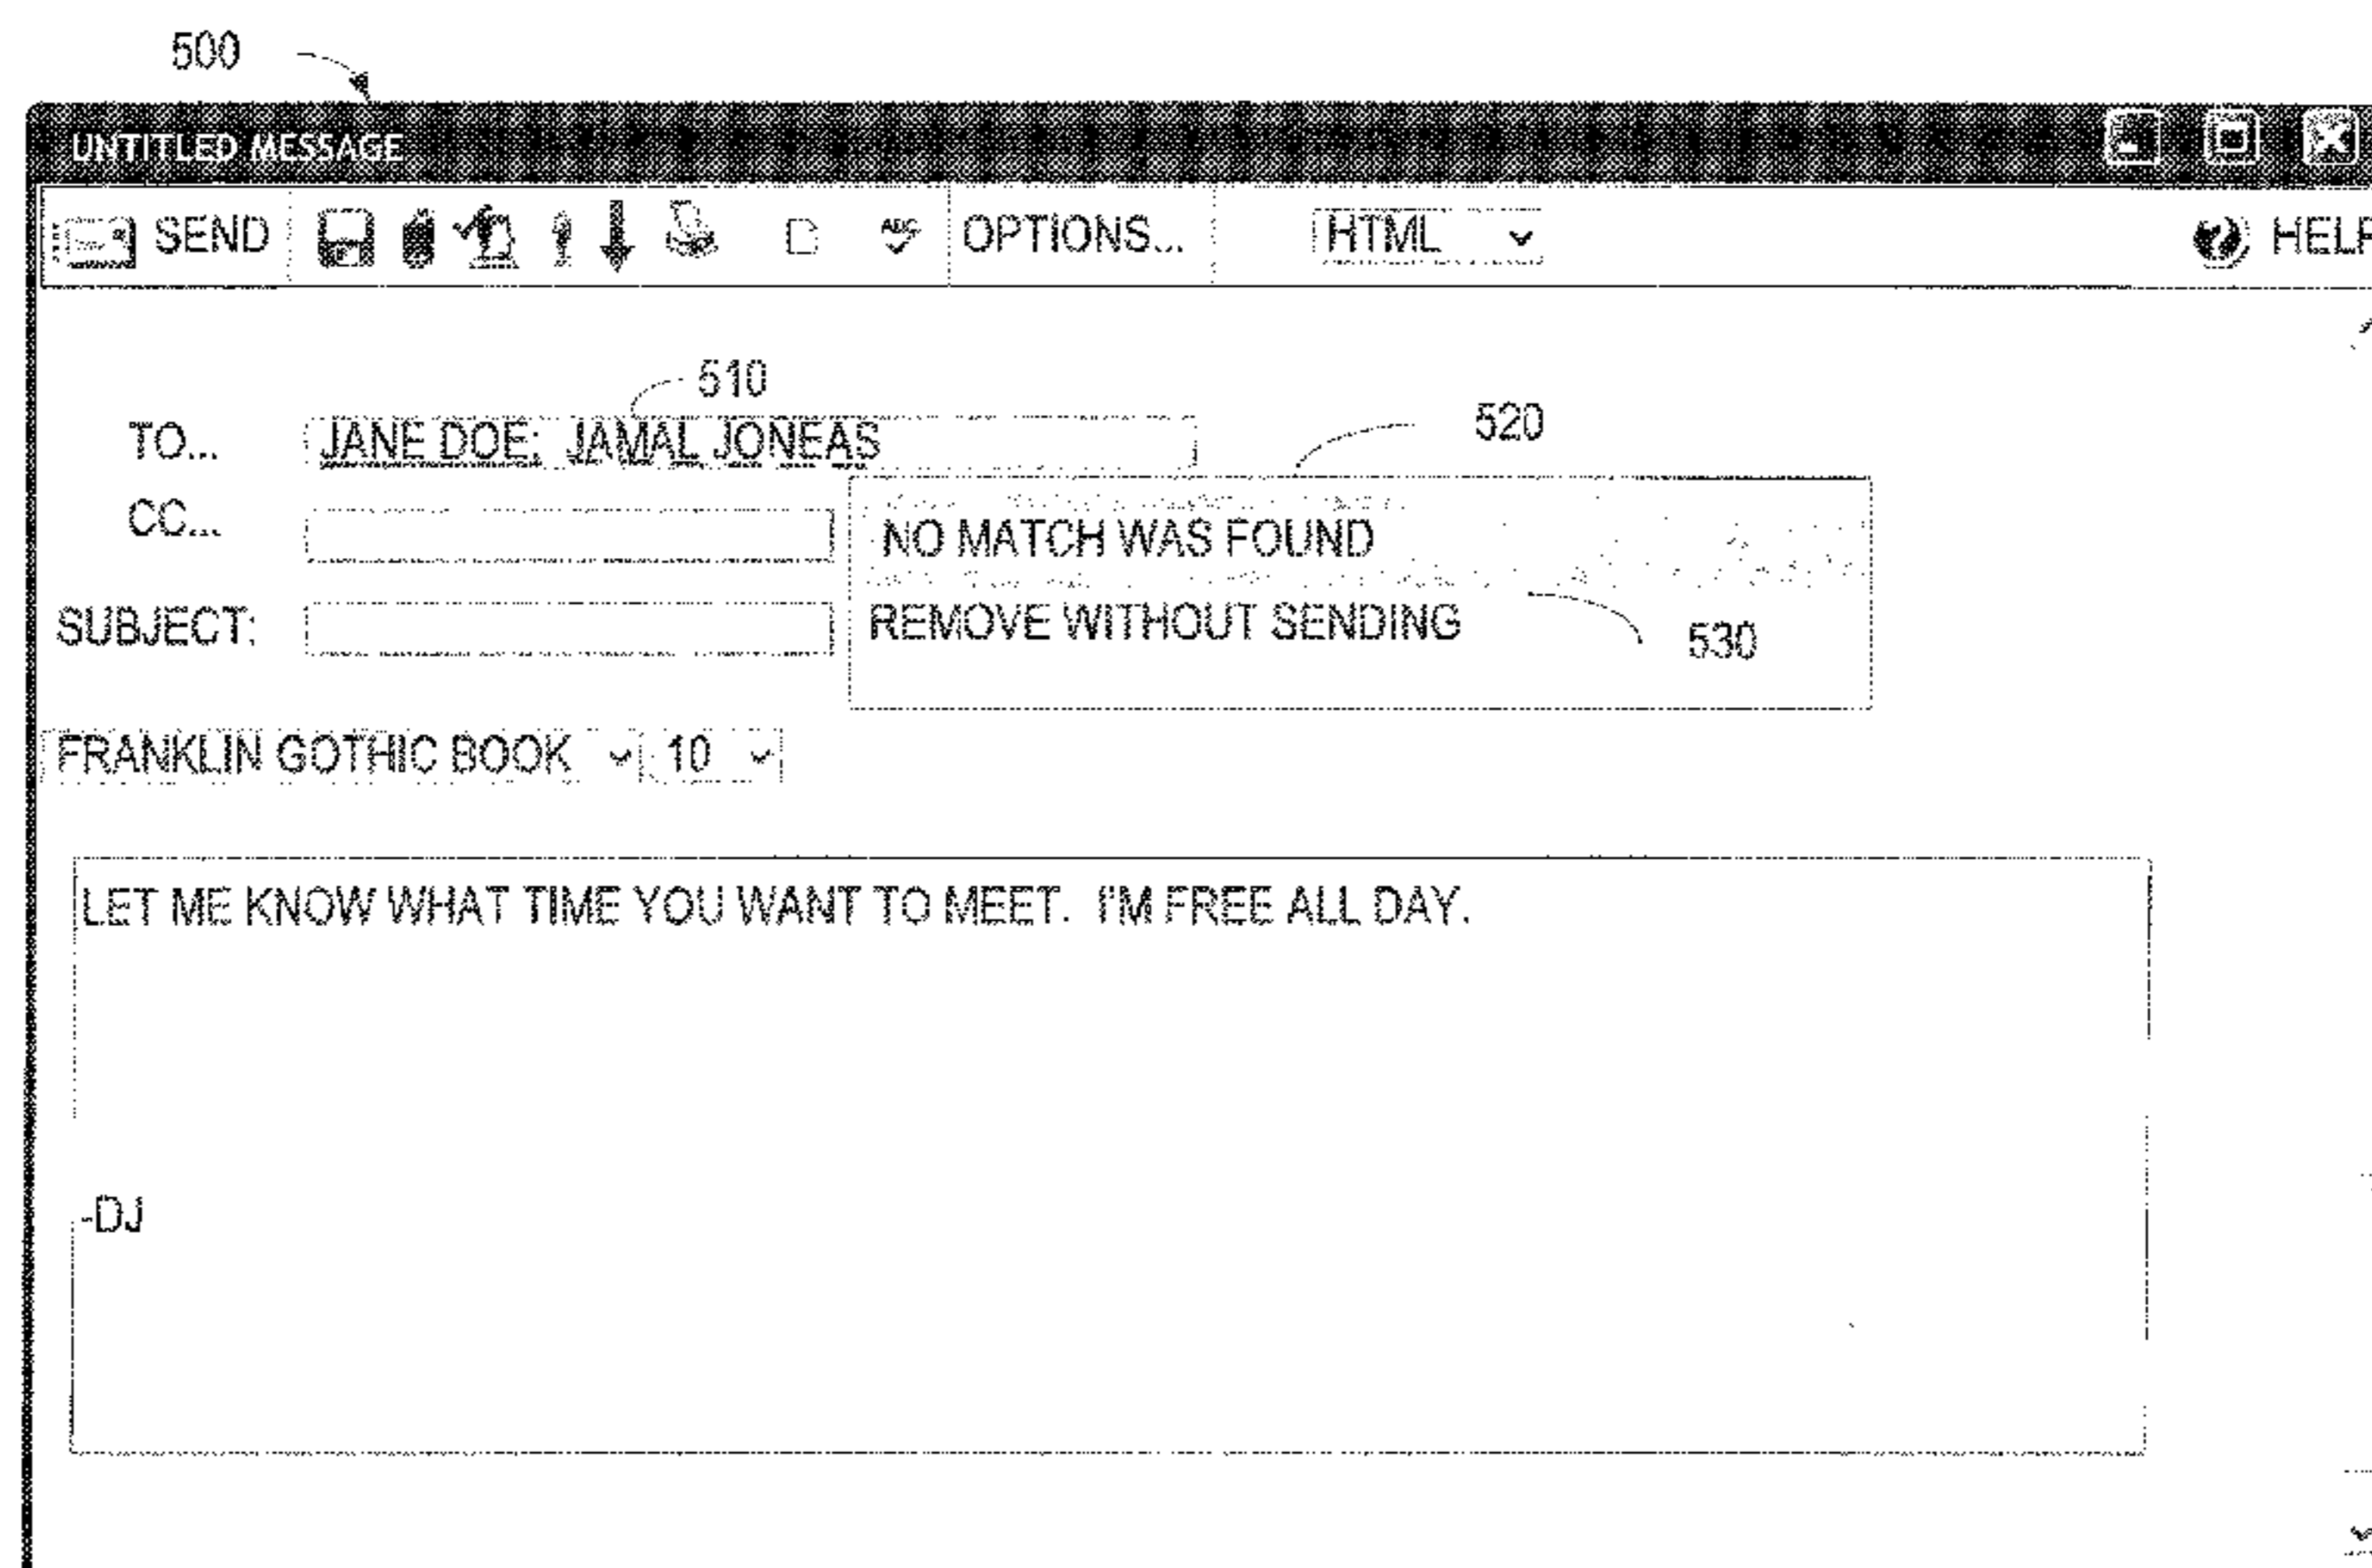 500
UNTITLED MESSAGE
SEND ABC OPTIONS... HTML HELP
510
TO... JANE DOE; JAMAL JONEAS
520
CC...
NO MATCH WAS FOUND
SUBJECT:
REMOVE WITHOUT SENDING
530
FRANKLIN GOTHIC BOOK 10
LET ME KNOW WHAT TIME YOU WANT TO MEET. I'M FREE ALL DAY.
-DJ